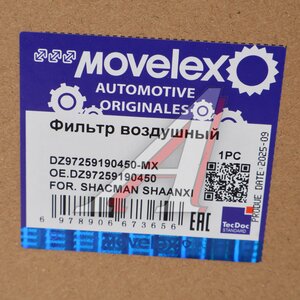 MOVELEX
AUTOMOTIVE
ORIGINALES
Фильтр воздушный
DZ97259190450-MX
OE.DZ97259190450
FOR. SHACMAN SHAANXI
1PC
PRODUE DATE: 2025-09
6 978906 673656
EAC
TecDoc
STANDARD